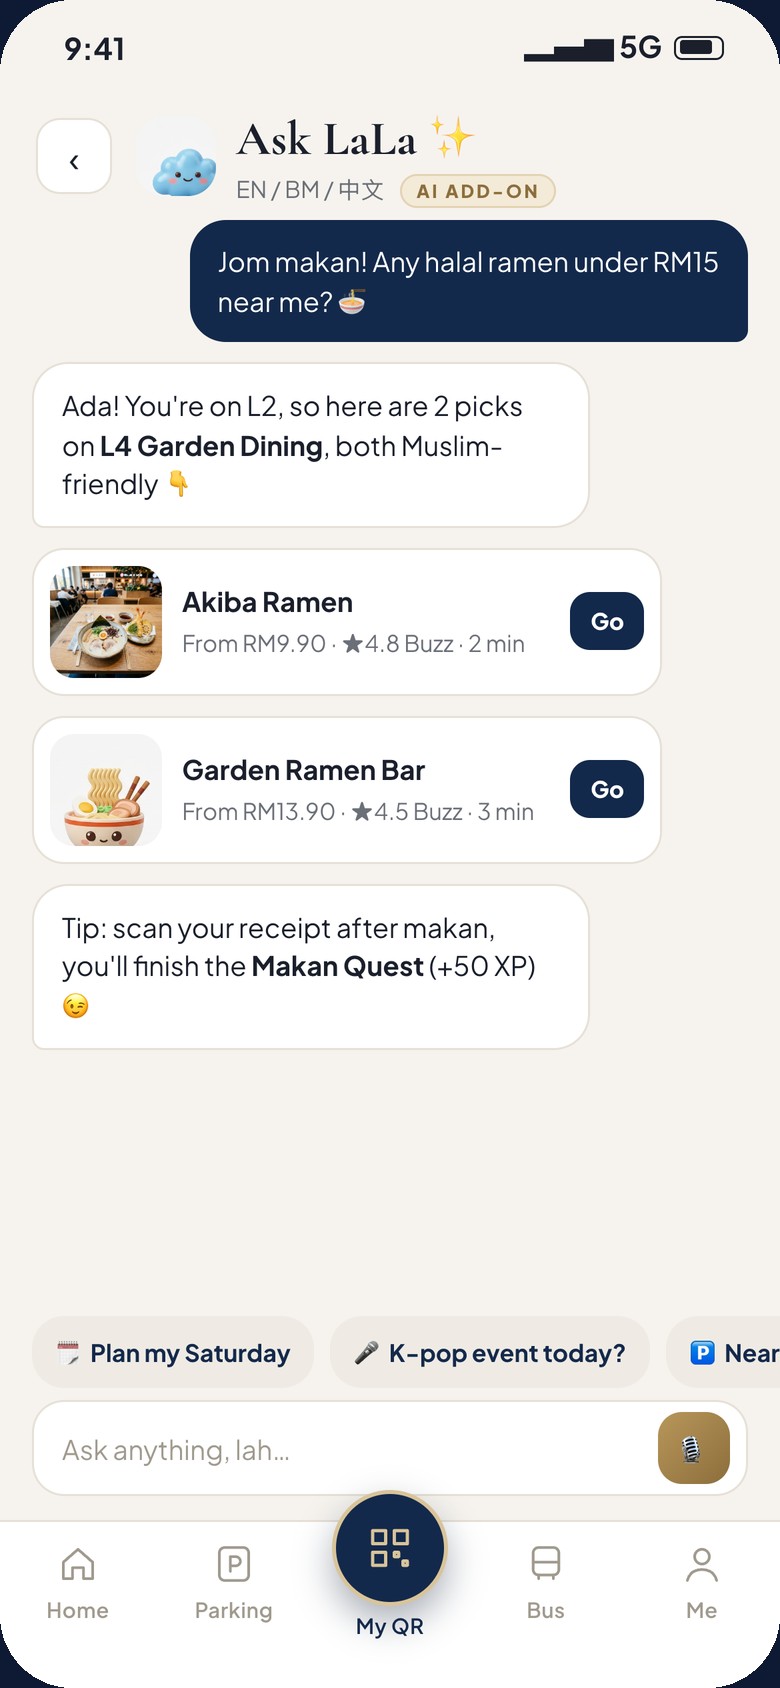 9:41
5G
‹
Ask LaLa ✨
EN / BM / 中文
AI ADD-ON
Jom makan! Any halal ramen under RM15
near me? 🍜
Ada! You're on L2, so here are 2 picks
on L4 Garden Dining, both Muslim-
friendly 👇
Akiba Ramen
From RM9.90 · ★4.8 Buzz · 2 min
Go
Garden Ramen Bar
From RM13.90 · ★4.5 Buzz · 3 min
Go
Tip: scan your receipt after makan,
you'll finish the Makan Quest (+50 XP)
😉
🗓️ Plan my Saturday
🎤 K-pop event today?
🅿️ Near
Ask anything, lah...
Home
Parking
My QR
Bus
Me